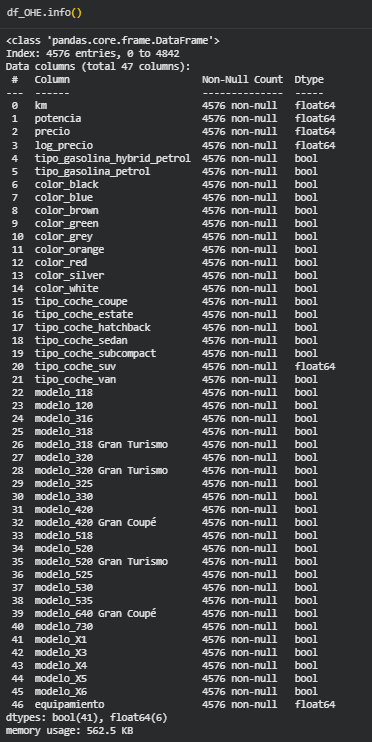 df_OHE.info()
<class 'pandas.core.frame.DataFrame'>
Index: 4576 entries, 0 to 4842
Data columns (total 47 columns):
 #   Column                      Non-Null Count  Dtype
---  ------                      --------------  -----
 0   km                          4576 non-null   float64
 1   potencia                    4576 non-null   float64
 2   precio                      4576 non-null   float64
 3   log_precio                  4576 non-null   float64
 4   tipo_gasolina_hybrid_petrol  4576 non-null   bool
 5   tipo_gasolina_petrol        4576 non-null   bool
 6   color_black                 4576 non-null   bool
 7   color_blue                  4576 non-null   bool
 8   color_brown                 4576 non-null   bool
 9   color_green                 4576 non-null   bool
 10  color_grey                  4576 non-null   bool
 11  color_orange                4576 non-null   bool
 12  color_red                   4576 non-null   bool
 13  color_silver                4576 non-null   bool
 14  color_white                 4576 non-null   bool
 15  tipo_coche_coupe            4576 non-null   bool
 16  tipo_coche_estate           4576 non-null   bool
 17  tipo_coche_hatchback        4576 non-null   bool
 18  tipo_coche_sedan            4576 non-null   bool
 19  tipo_coche_subcompact       4576 non-null   bool
 20  tipo_coche_suv              4576 non-null   float64
 21  tipo_coche_van              4576 non-null   bool
 22  modelo_118                  4576 non-null   bool
 23  modelo_120                  4576 non-null   bool
 24  modelo_316                  4576 non-null   bool
 25  modelo_318                  4576 non-null   bool
 26  modelo_318 Gran Turismo     4576 non-null   bool
 27  modelo_320                  4576 non-null   bool
 28  modelo_320 Gran Turismo     4576 non-null   bool
 29  modelo_325                  4576 non-null   bool
 30  modelo_330                  4576 non-null   bool
 31  modelo_420                  4576 non-null   bool
 32  modelo_420 Gran Coupé       4576 non-null   bool
 33  modelo_518                  4576 non-null   bool
 34  modelo_520                  4576 non-null   bool
 35  modelo_520 Gran Turismo     4576 non-null   bool
 36  modelo_525                  4576 non-null   bool
 37  modelo_530                  4576 non-null   bool
 38  modelo_535                  4576 non-null   bool
 39  modelo_640 Gran Coupé       4576 non-null   bool
 40  modelo_730                  4576 non-null   bool
 41  modelo_X1                   4576 non-null   bool
 42  modelo_X3                   4576 non-null   bool
 43  modelo_X4                   4576 non-null   bool
 44  modelo_X5                   4576 non-null   bool
 45  modelo_X6                   4576 non-null   bool
 46  equipamiento                4576 non-null   float64
dtypes: bool(41), float64(6)
memory usage: 562.5 KB